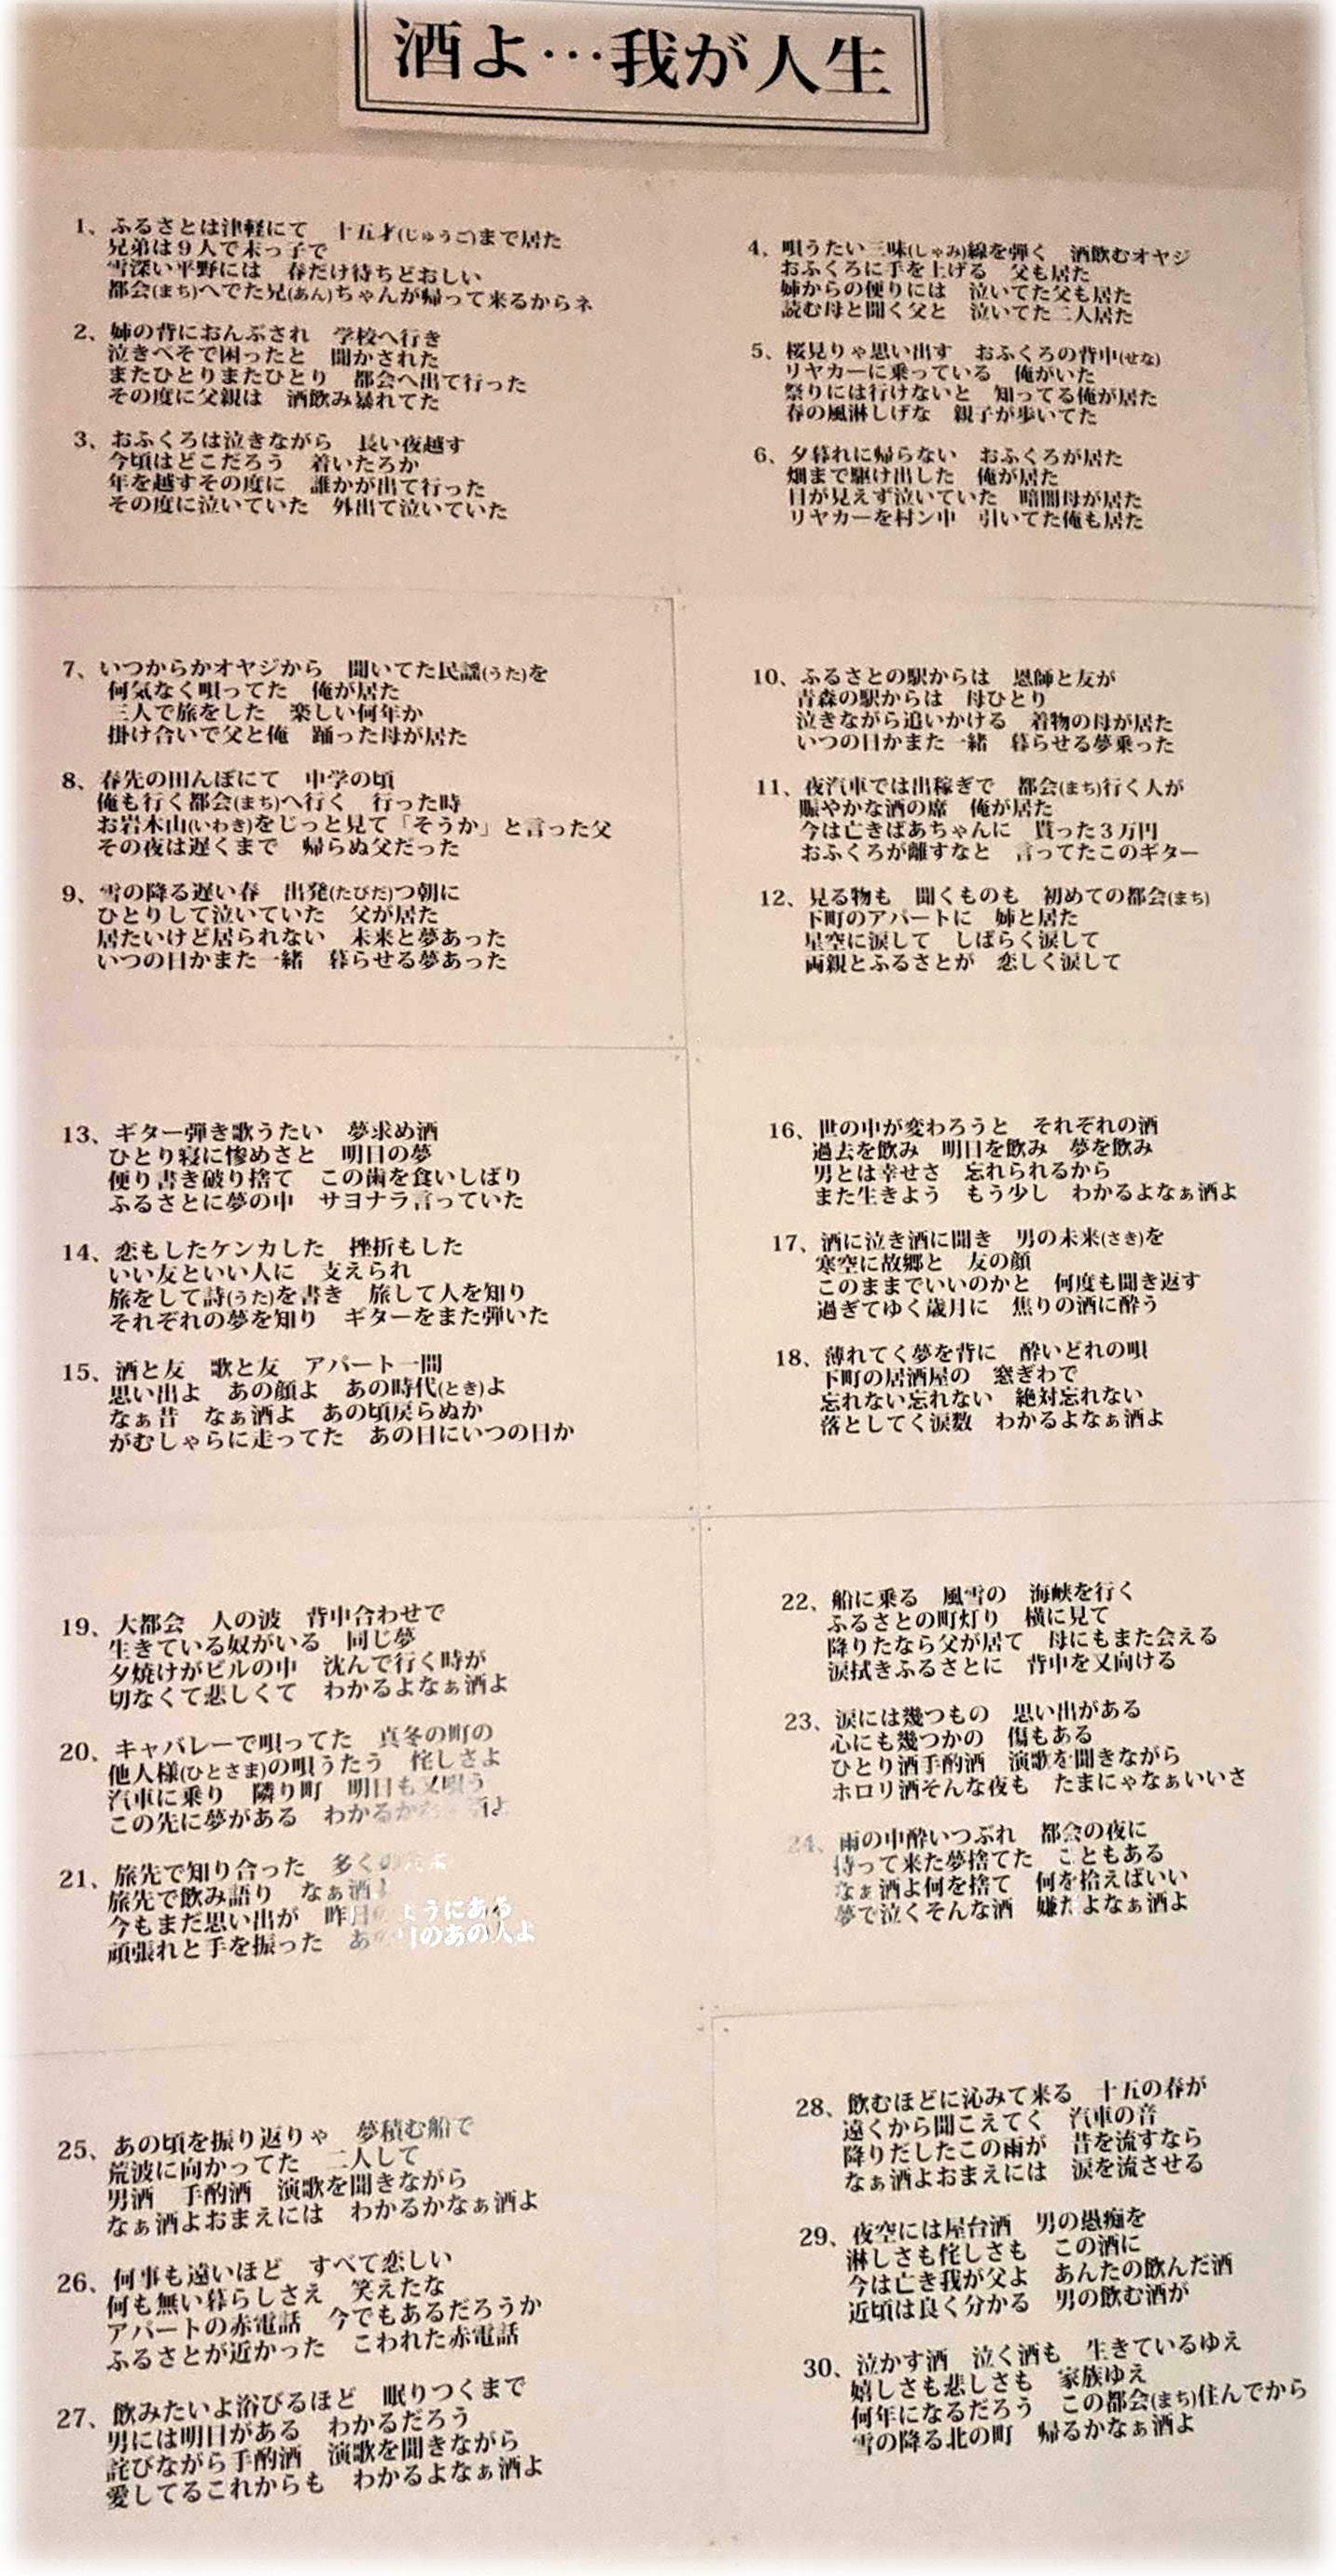 酒よ…我が人生
1、ふるさとは津軽にて　十五才(じゅうご)まで居た
兄弟は９人で末っ子で
雪深い平野には　春だけ待ちどおしい
都会(まち)へでた兄(あん)ちゃんが帰って来るからネ
2、姉の背におんぶされ　学校へ行き
泣きべそで困ったと　聞かされた
またひとりまたひとり　都会へ出て行った
その度に父親は　酒飲み暴れてた
3、おふくろは泣きながら　長い夜越す
今頃はどこだろう　着いたろか
年を越すその度に　誰かが出て行った
その度に泣いていた　外出て泣いていた
4、唄うたい三味(しゃみ)線を弾く　酒飲むオヤジ
おふくろに手を上げる　父も居た
姉からの便りには　泣いてた父も居た
読む母と聞く父と　泣いてた二人居た
5、桜見りゃ思い出す　おふくろの背中(せな)
リヤカーに乗っている　俺がいた
祭りには行けないと　知ってる俺が居た
春の風淋しげな　親子が歩いてた
6、夕暮れに帰らない　おふくろが居た
畑まで駆け出した　俺が居た
目が見えず泣いていた　暗闇母が居た
リヤカーを村ン中　引いてた俺も居た
7、いつからかオヤジから　聞いてた民謡(うた)を
何気なく唄ってた　俺が居た
三人で旅をした　楽しい何年か
掛け合いで父と俺　踊った母が居た
8、春先の田んぼにて　中学の頃
俺も行く都会(まち)へ行く　行った時
お岩木山(いわき)をじっと見て「そうか」と言った父
その夜は遅くまで　帰らぬ父だった
9、雪の降る遅い春　出発(たびだ)つ朝に
ひとりして泣いていた　父が居た
居たいけど居られない　未来と夢あった
いつの日かまた一緒　暮らせる夢あった
10、ふるさとの駅からは　恩師と友が
青森の駅からは　母ひとり
泣きながら追いかける　着物の母が居た
いつの日かまた一緒　暮らせる夢乗った
11、夜汽車では出稼ぎで　都会(まち)行く人が
賑やかな酒の席　俺が居た
今は亡きばあちゃんに　貰った３万円
おふくろが離すなと　言ってたこのギター
12、見る物も　聞くものも　初めての都会(まち)
下町のアパートに　姉と居た
星空に涙して　しばらく涙して
両親とふるさとが　恋しく涙して
13、ギター弾き歌うたい　夢求め酒
ひとり寝に惨めさと　明日の夢
便り書き破り捨て　この歯を食いしばり
ふるさとに夢の中　サヨナラ言っていた
14、恋もしたケンカした　挫折もした
いい友といい人に　支えられ
旅をして詩(うた)を書き　旅して人を知り
それぞれの夢を知り　ギターをまた弾いた
15、酒と友　歌と友　アパート一間
思い出よ　あの顔よ　あの時代(とき)よ
なぁ昔　なぁ酒よ　あの頃戻らぬか
がむしゃらに走ってた　あの日にいつの日か
16、世の中が変わろうと　それぞれの酒
過去を飲み　明日を飲み　夢を飲み
男とは幸せさ　忘れられるから
また生きよう　もう少し　わかるよなぁ酒よ
17、酒に泣き酒に聞き　男の未来(さき)を
寒空に故郷と　友の顔
このままでいいのかと　何度も聞き返す
過ぎてゆく歳月に　焦りの酒に酔う
18、薄れてく夢を背に　酔いどれの唄
下町の居酒屋の　窓ぎわで
忘れない忘れない　絶対忘れない
落としてく涙数　わかるよなぁ酒よ
19、大都会　人の波　背中合わせで
生きている奴がいる　同じ夢
夕焼けがビルの中　沈んで行く時が
切なくて悲しくて　わかるよなぁ酒よ
20、キャバレーで唄ってた　真冬の町の
他人様(ひとさま)の唄うたう　侘しさよ
汽車に乗り　隣り町　明日も又唄う
この先に夢がある　わかるかなぁ酒よ
21、旅先で知り合った　多くの
旅先で飲み語り　なぁ酒よ
今もまだ思い出が　昨日のようにある
頑張れと手を振った　あの人よ
22、船に乗る　風雪の　海峡を行く
ふるさとの町灯り　横に見て
降りたなら父が居て　母にもまた会える
涙拭きふるさとに　背中を又向ける
23、涙には幾つもの　思い出がある
心にも幾つかの　傷もある
ひとり酒手酌酒　演歌を聞きながら
ホロリ酒そんな夜も　たまにゃなぁいいさ
24、雨の中酔いつぶれ　都会の夜に
持って来た夢捨てた　こともある
なぁ酒よ何を捨て　何を拾えばいい
夢で泣くそんな酒　嫌だよなぁ酒よ
25、あの頃を振り返りゃ　夢積む船で
荒波に向かってた　二人して
男酒　手酌酒　演歌を聞きながら
なぁ酒よおまえには　わかるかなぁ酒よ
26、何事も遠いほど　すべて恋しい
何も無い暮らしさえ　笑えたな
アパートの赤電話　今でもあるだろうか
ふるさとが近かった　こわれた赤電話
27、飲みたいよ浴びるほど　眠りつくまで
男には明日がある　わかるだろう
詫びながら手酌酒　演歌を聞きながら
愛してるこれからも　わかるよなぁ酒よ
28、飲むほどに沁みて来る　十五の春が
遠くから聞こえてく　汽車の音
降りだしたこの雨が　昔を流すなら
なぁ酒よおまえには　涙を流させる
29、夜空には屋台酒　男の愚痴を
淋しさも侘しさも　この酒に
今は亡き我が父よ　あんたの飲んだ酒
近頃は良く分かる　男の飲む酒が
30、泣かす酒　泣く酒も　生きているゆえ
嬉しさも悲しさも　家族ゆえ
何年になるだろう　この都会(まち)住んでから
雪の降る北の町　帰るかなぁ酒よ